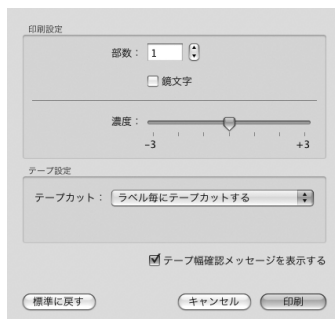 印刷設定
部数： 1
鏡文字
濃度：
-3 +3
テープ設定
テープカット： ラベル毎にテープカットする
テープ幅確認メッセージを表示する
標準に戻す キャンセル 印刷